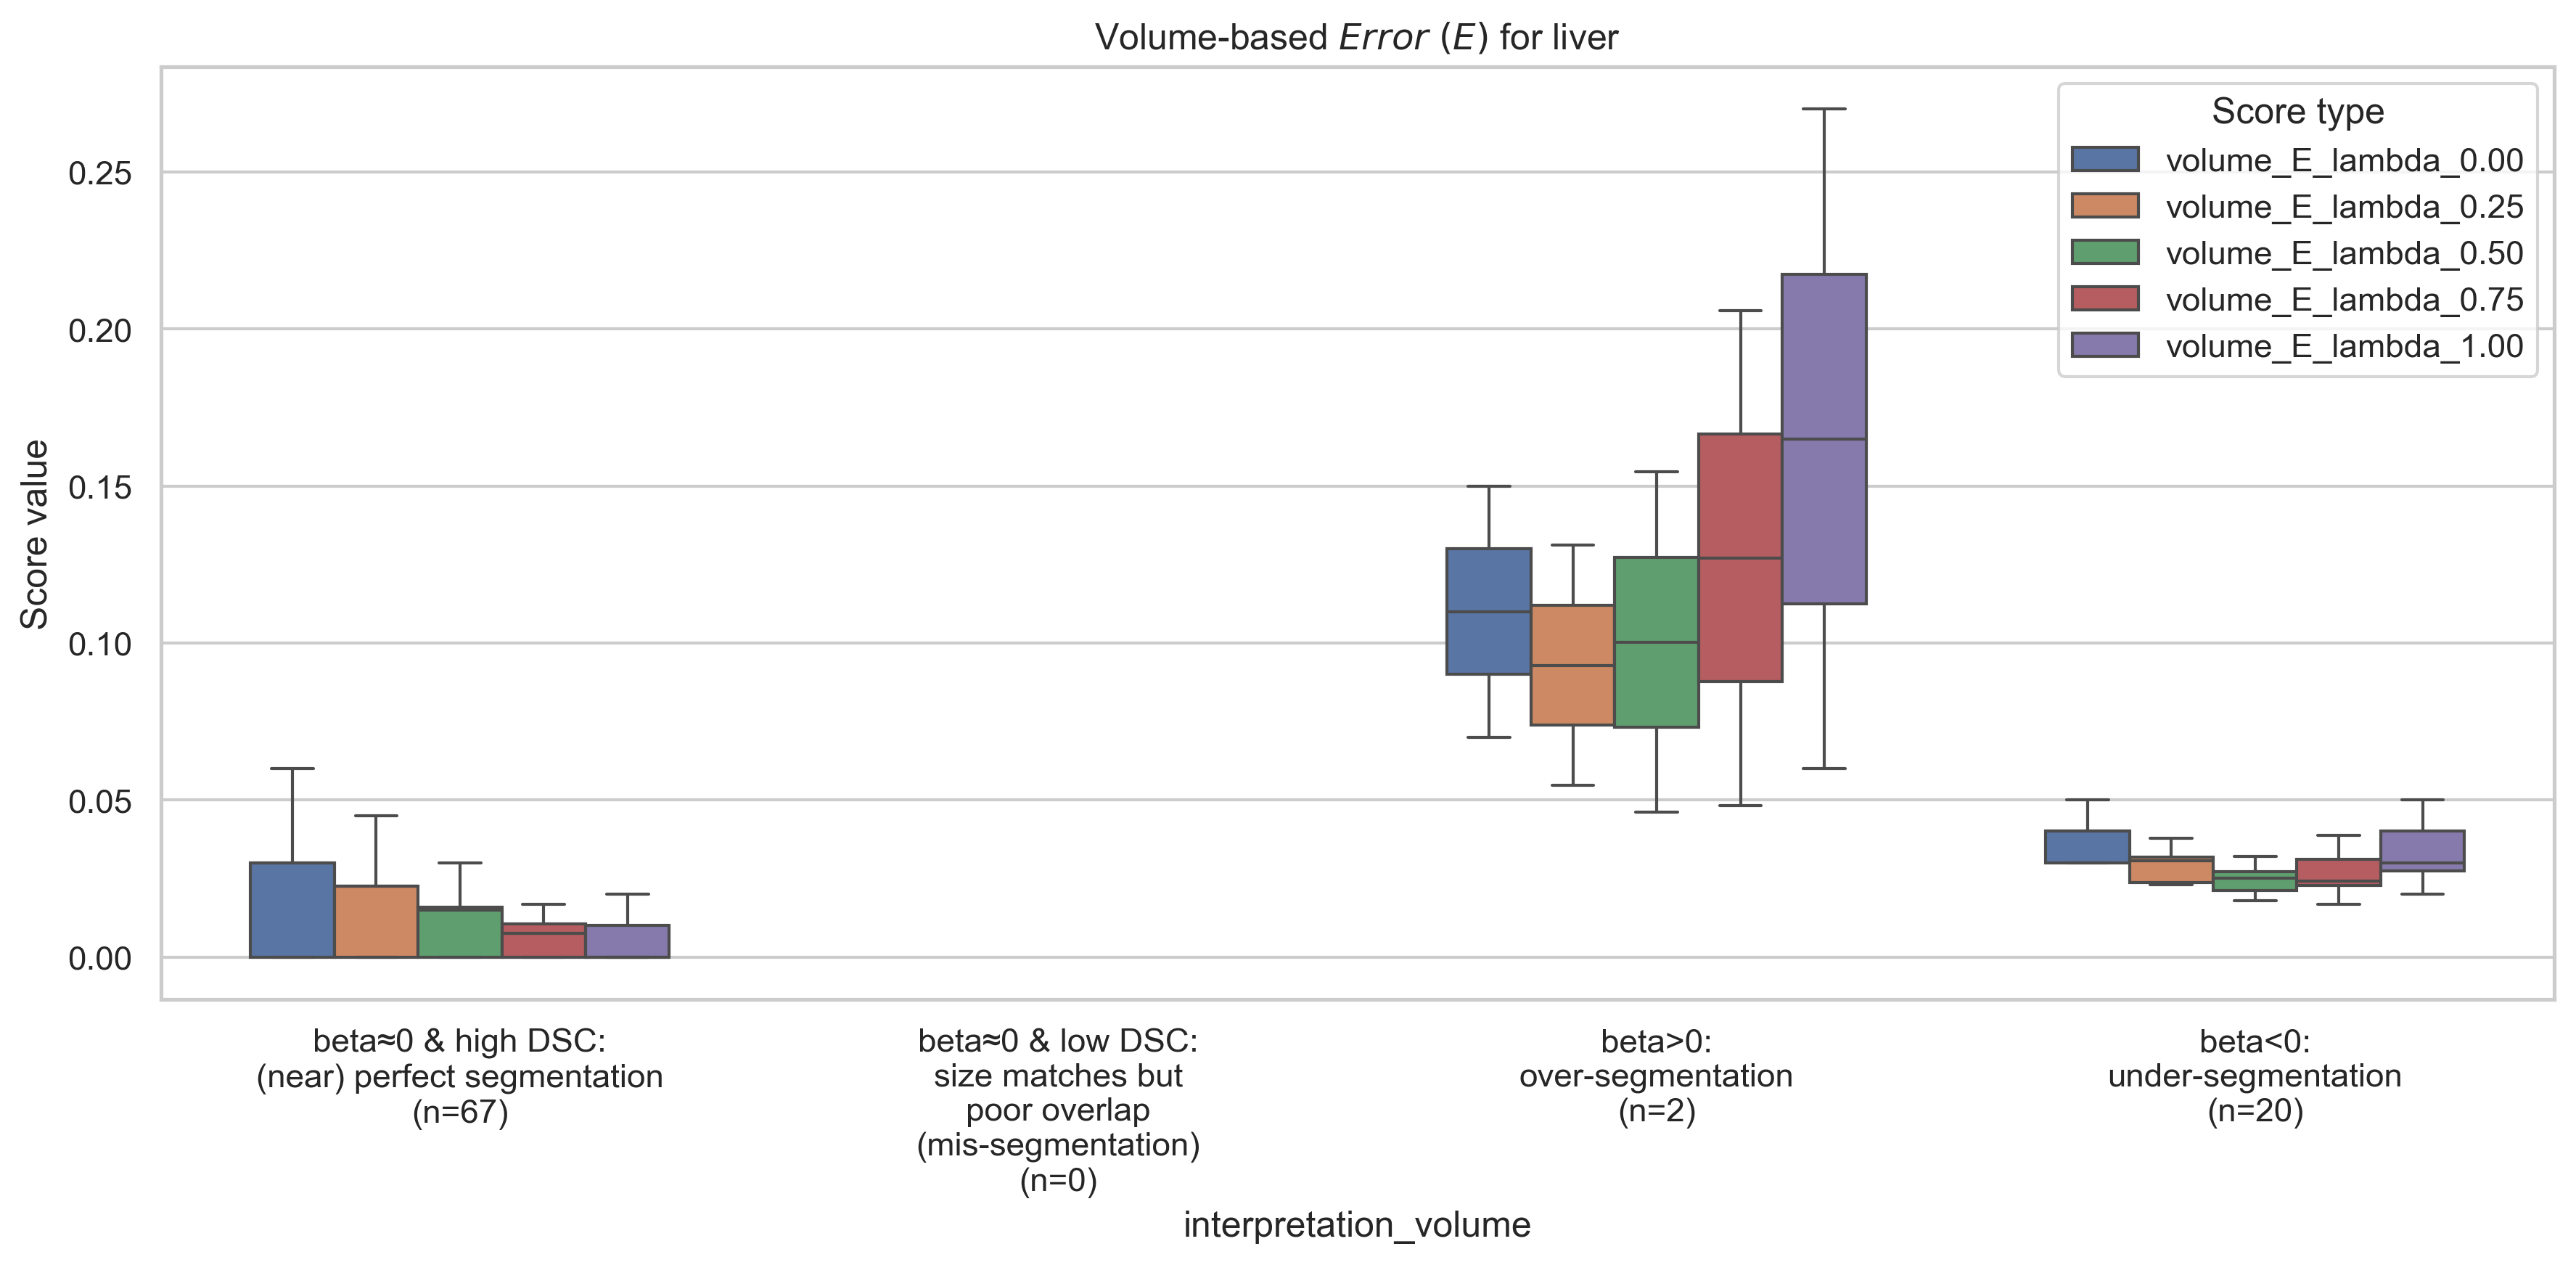 Volume-based Error (E) for liver
Score type
volume_E_lambda_0.00
volume_E_lambda_0.25
volume_E_lambda_0.50
volume_E_lambda_0.75
volume_E_lambda_1.00
Score value
0.25
0.20
0.15
0.10
0.05
0.00
beta≈0 & high DSC:
(near) perfect segmentation
(n=67)
beta≈0 & low DSC:
size matches but
poor overlap
(mis-segmentation)
(n=0)
beta>0:
over-segmentation
(n=2)
beta<0:
under-segmentation
(n=20)
interpretation_volume